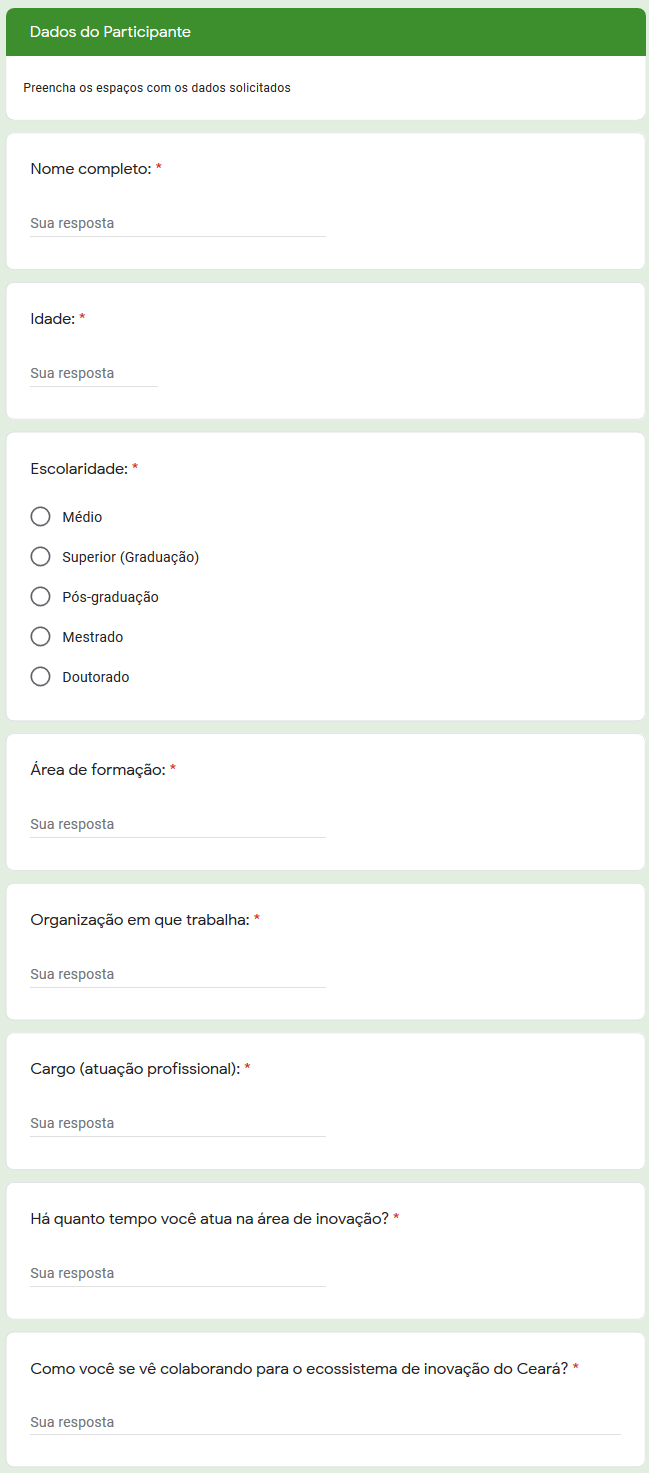 Dados do Participante
Preencha os espaços com os dados solicitados
Nome completo: *
Sua resposta
Idade: *
Sua resposta
Escolaridade: *
Médio
Superior (Graduação)
Pós-graduação
Mestrado
Doutorado
Área de formação: *
Sua resposta
Organização em que trabalha: *
Sua resposta
Cargo (atuação profissional): *
Sua resposta
Há quanto tempo você atua na área de inovação? *
Sua resposta
Como você se vê colaborando para o ecossistema de inovação do Ceará? *
Sua resposta